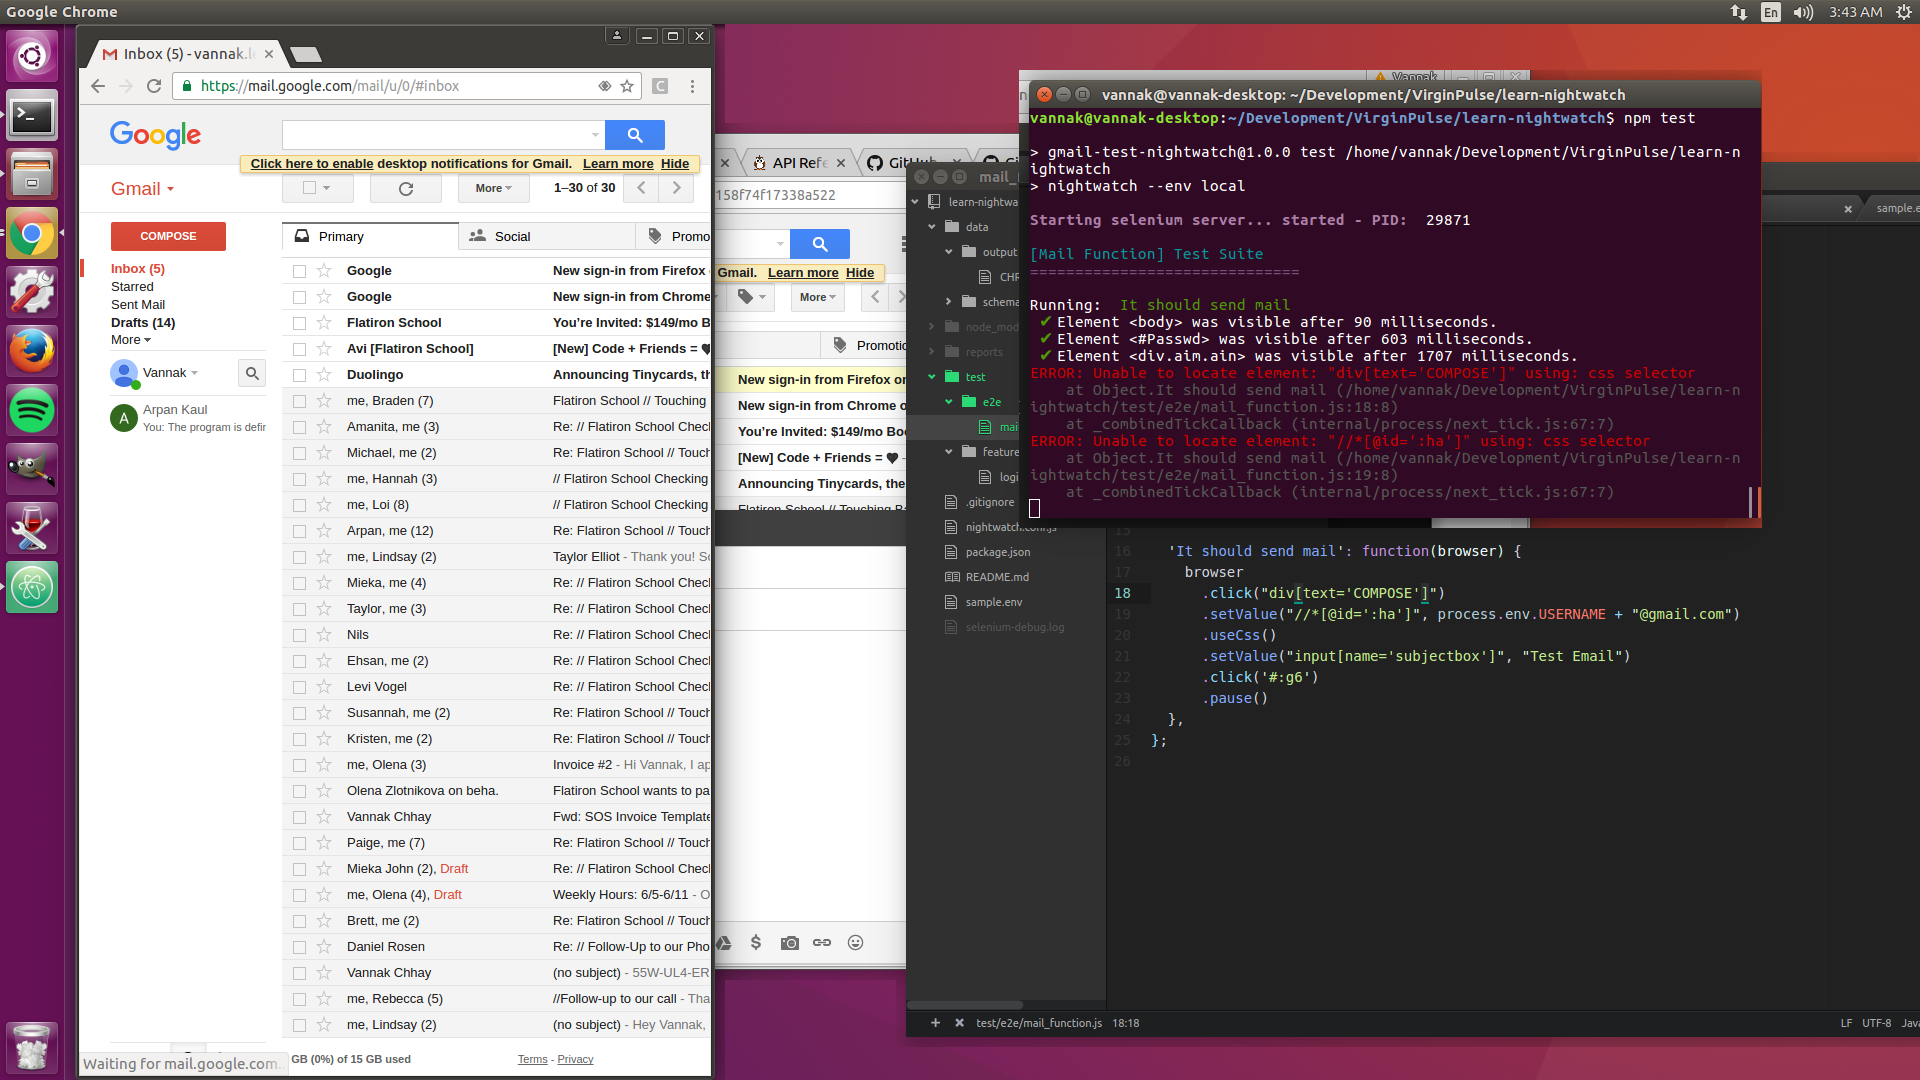 Google Chrome
En
3:43 AM
Inbox (5) - vannak.l
https://mail.google.com/mail/u/0/#inbox
C
Google
Click here to enable desktop notifications for Gmail. Learn more Hide
Gmail
More
1–30 of 30
COMPOSE
Primary
Social
Promo
Inbox (5)
Starred
Sent Mail
Drafts (14)
More
Vannak
A
Arpan Kaul
You: The program is defin
Google New sign-in from Firefox
Google New sign-in from Chrome
Flatiron School You're Invited: $149/mo B
Avi [Flatiron School] [New] Code + Friends = ♥
Duolingo Announcing Tinycards, th
me, Braden (7) Flatiron School // Touching
Amanita, me (3) Re: // Flatiron School Chec
Michael, me (2) Re: Flatiron School // Touc
me, Hannah (3) // Flatiron School Checking
me, Loi (8) // Flatiron School Checking
Arpan, me (12) Re: Flatiron School // Touc
me, Lindsay (2) Taylor Elliot - Thank you! So
Mieka, me (4) Re: // Flatiron School Chec
Taylor, me (3) Re: // Flatiron School Chec
Nils Re: // Flatiron School Chec
Ehsan, me (2) Re: // Flatiron School Chec
Levi Vogel Re: // Flatiron School Chec
Susannah, me (2) Re: Flatiron School // Touc
Kristen, me (2) Re: Flatiron School // Touc
me, Olena (3) Invoice #2 - Hi Vannak, I ap
Olena Zlotnikova on beha. Flatiron School wants to pa
Vannak Chhay Fwd: SOS Invoice Template
Paige, me (7) Re: Flatiron School // Touc
Mieka John (2), Draft Re: // Flatiron School Chec
me, Olena (4), Draft Weekly Hours: 6/5-6/11 - O
Brett, me (2) Re: Flatiron School // Touc
Daniel Rosen Re: // Follow-Up to our Pho
Vannak Chhay (no subject) - 55W-UL4-ER
me, Rebecca (5) //Follow-up to our call - Tha
me, Lindsay (2) (no subject) - Hey Vannak,
GB (0%) of 15 GB used
Terms - Privacy
Waiting for mail.google.com...
API Refe
GitHub
158f74f17338a522
Gmail. Learn more Hide
More
Promotio
New sign-in from Firefox on
New sign-in from Chrome o
You're Invited: $149/mo Bo
[New] Code + Friends = ♥ -
Announcing Tinycards, the
Flatiron School // Touching Ba
mail_
learn-nightwa
data
output
CHR
schema
node_mod
reports
test
e2e
mail
feature
logi
.gitignore
nightwatch.conf.js
package.json
README.md
sample.env
selenium-debug.log
Vannak
vannak@vannak-desktop: ~/Development/VirginPulse/learn-nightwatch
vannak@vannak-desktop:~/Development/VirginPulse/learn-nightwatch$ npm test
> gmail-test-nightwatch@1.0.0 test /home/vannak/Development/VirginPulse/learn-n
ightwatch
> nightwatch --env local
Starting selenium server... started - PID:  29871
[Mail Function] Test Suite
==============================
Running:  It should send mail
✔ Element <body> was visible after 90 milliseconds.
✔ Element <#Passwd> was visible after 603 milliseconds.
✔ Element <div.aim.ain> was visible after 1707 milliseconds.
ERROR: Unable to locate element: "div[text='COMPOSE']" using: css selector
at Object.It should send mail (/home/vannak/Development/VirginPulse/learn-n
ightwatch/test/e2e/mail_function.js:18:8)
at _combinedTickCallback (internal/process/next_tick.js:67:7)
ERROR: Unable to locate element: "//*[@id=':ha']" using: css selector
at Object.It should send mail (/home/vannak/Development/VirginPulse/learn-n
ightwatch/test/e2e/mail_function.js:19:8)
at _combinedTickCallback (internal/process/next_tick.js:67:7)
sample.e
15
16 'It should send mail': function(browser) {
17 browser
18 .click("div[text='COMPOSE']")
19 .setValue("//*[@id=':ha']", process.env.USERNAME + "@gmail.com")
20 .useCss()
21 .setValue("input[name='subjectbox']", "Test Email")
22 .click('#:g6')
23 .pause()
24 },
25 };
26
test/e2e/mail_function.js 18:18
LF UTF-8 Java